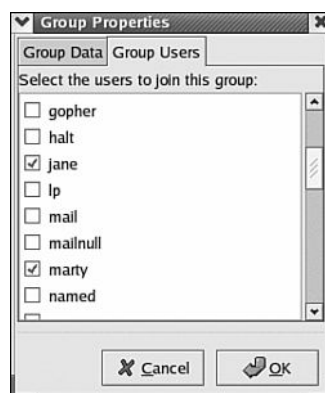 Group Properties
Group Data Group Users
Select the users to join this group:
gopher
halt
jane
lp
mail
mailnull
marty
named
Cancel OK